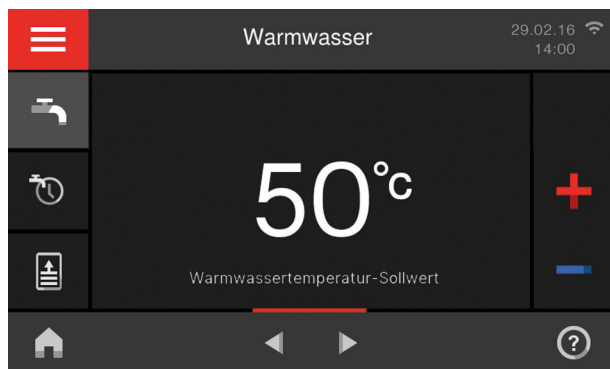 Warmwasser
29.02.16
14:00
50°C
Warmwassertemperatur-Sollwert
?